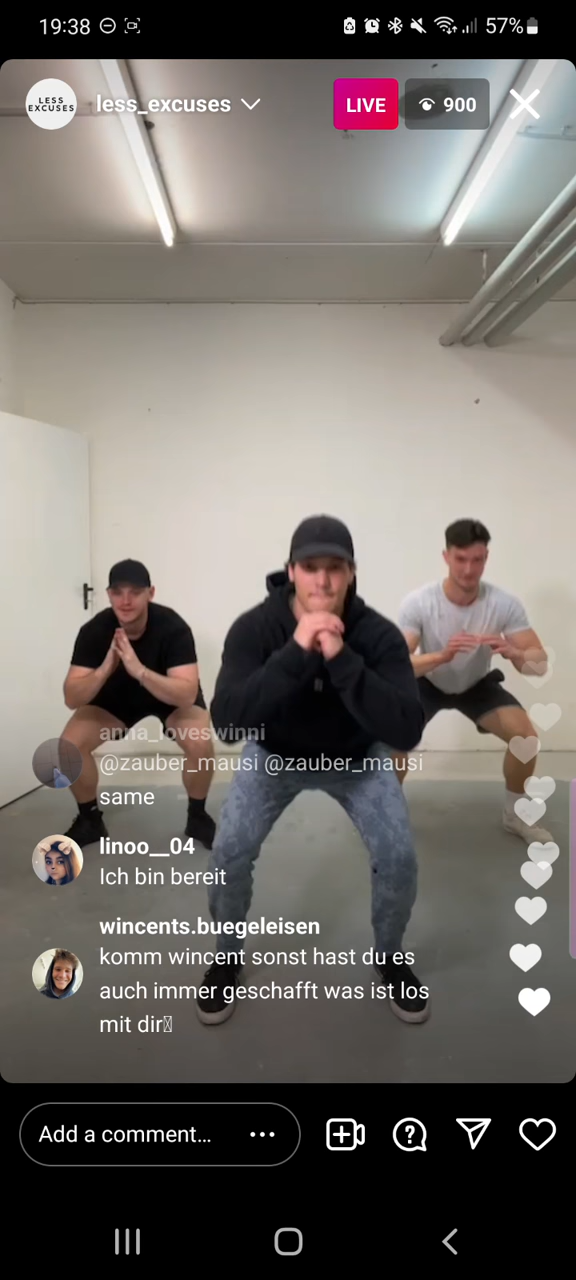 19:38
57%
LESS
EXCUSES
less_excuses
LIVE
900
anna_loveswinni
@zauber_mausi @zauber_mausi
same
linoo__04
Ich bin bereit
wincents.buegeleisen
komm wincent sonst hast du es
auch immer geschafft was ist los
mit dir
Add a comment...